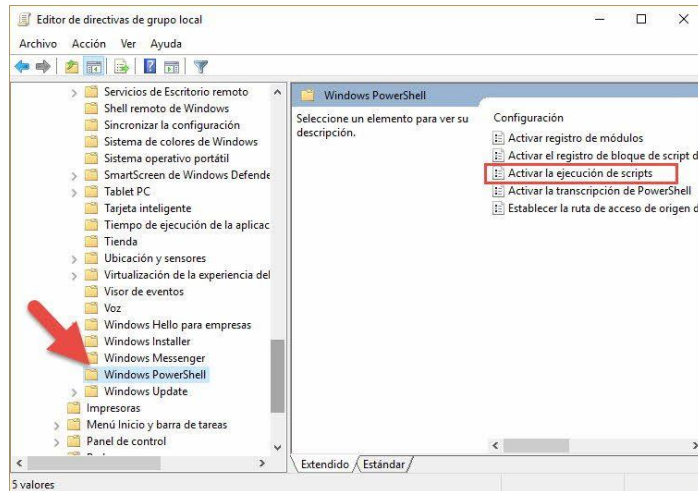 Editor de directivas de grupo local
Archivo Acción Ver Ayuda
Servicios de Escritorio remoto
Shell remoto de Windows
Sincronizar la configuración
Sistema de colores de Windows
Sistema operativo portátil
SmartScreen de Windows Defende
Tablet PC
Tarjeta inteligente
Tiempo de ejecución de la aplicac
Tienda
Ubicación y sensores
Virtualización de la experiencia del
Visor de eventos
Voz
Windows Hello para empresas
Windows Installer
Windows Messenger
Windows PowerShell
Windows Update
Impresoras
Menú Inicio y barra de tareas
Panel de control
Windows PowerShell
Seleccione un elemento para ver su
descripción.
Configuración
Activar registro de módulos
Activar el registro de bloque de script d
Activar la ejecución de scripts
Activar la transcripción de PowerShell
Establecer la ruta de acceso de origen d
Extendido Estándar
5 valores